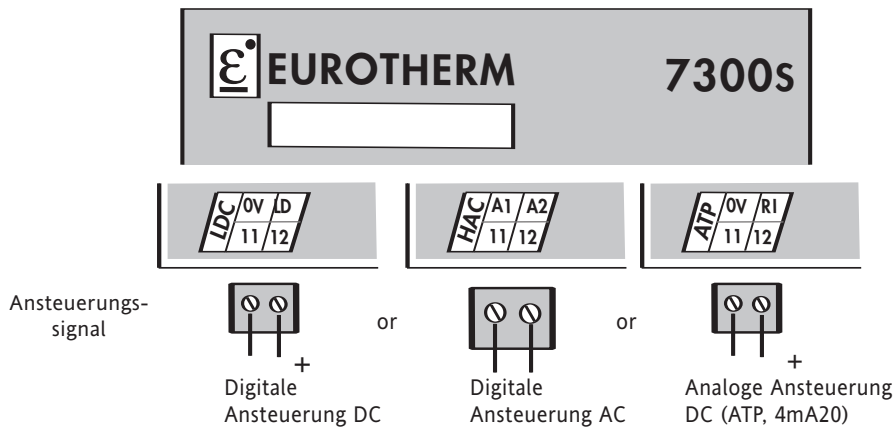 ε EUROTHERM 7300S
LDC 0V LD
11 12
HAC A1 A2
11 12
ATP 0V RI
11 12
Ansteuerungs-
signal
or
or
+
Digitale
Ansteuerung DC
Digitale
Ansteuerung AC
+
Analoge Ansteuerung
DC (ATP, 4mA20)